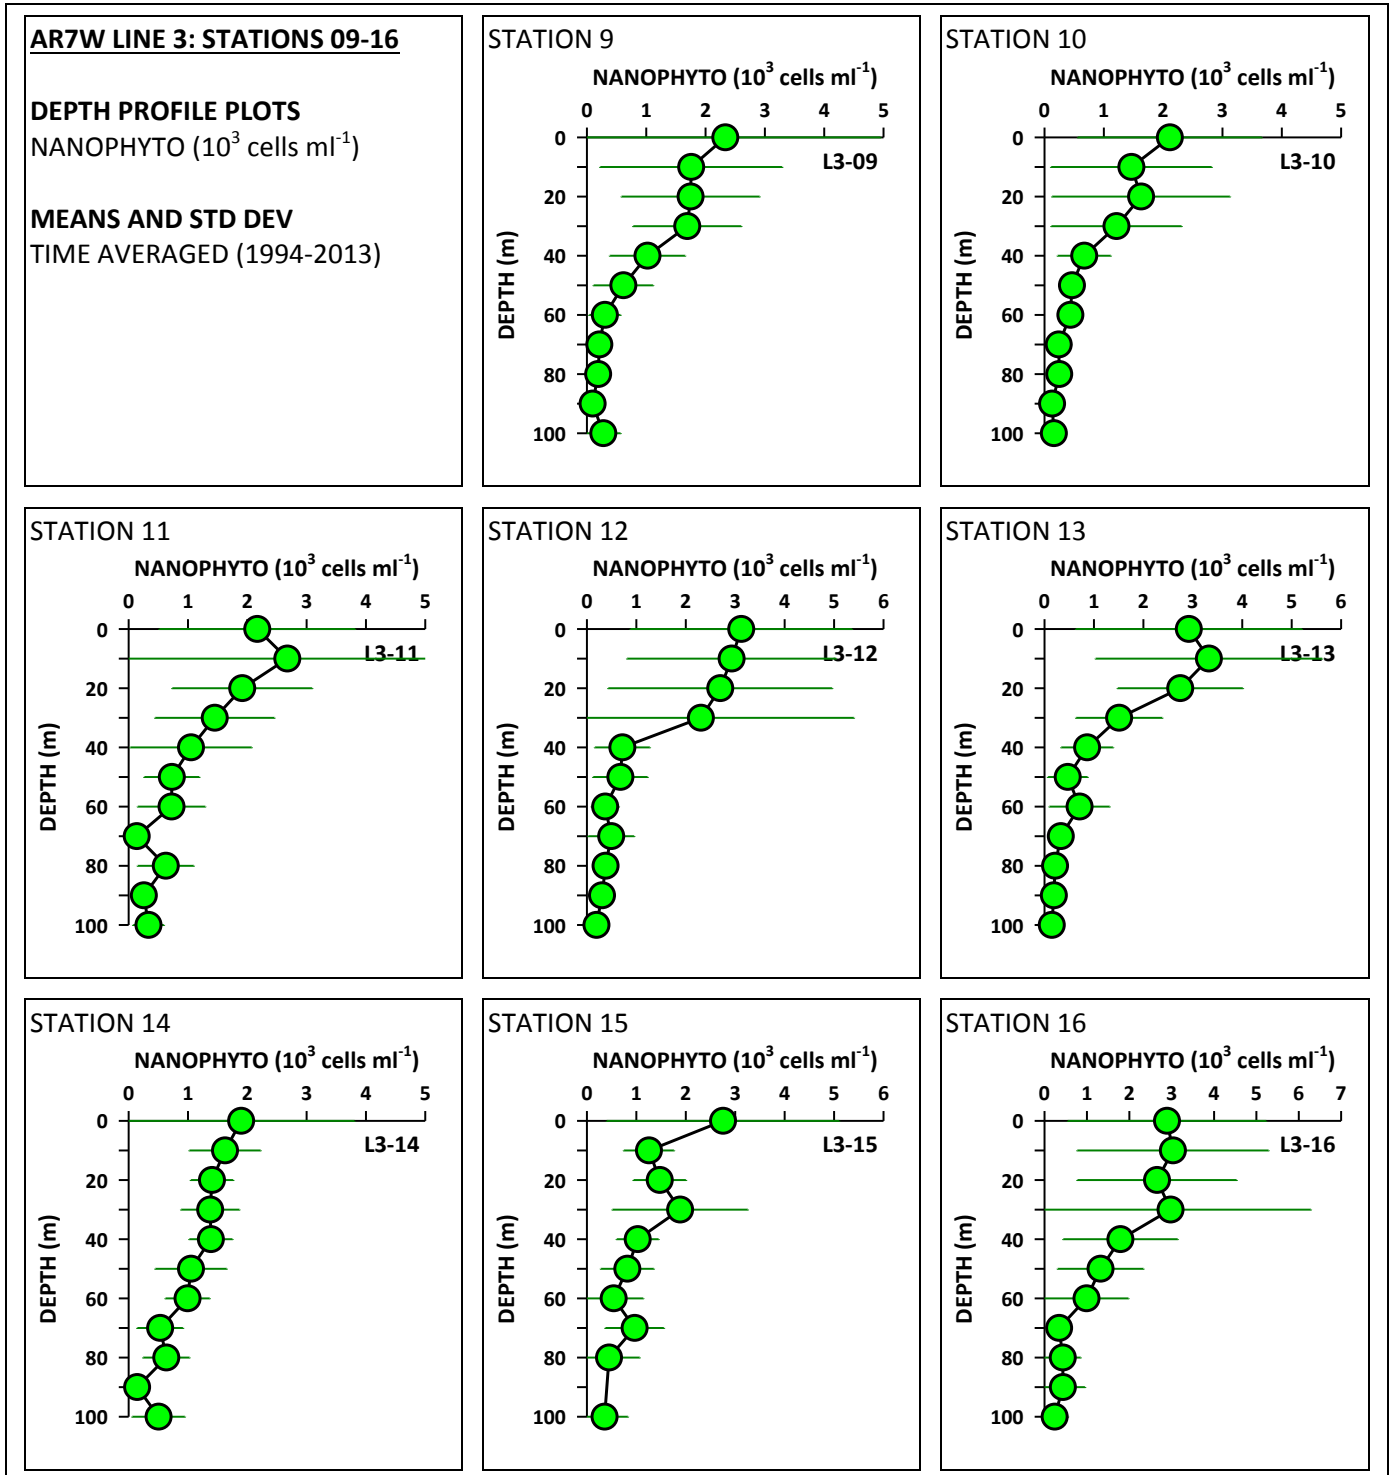 AR7W LINE 3: STATIONS 09-16
DEPTH PROFILE PLOTS
NANOPHYTO (10³ cells ml⁻¹)
MEANS AND STD DEV
TIME AVERAGED (1994-2013)
STATION 9
NANOPHYTO (10³ cells ml⁻¹)
0 1 2 3 4 5
L3-09
DEPTH (m)
0
20
40
60
80
100
STATION 10
NANOPHYTO (10³ cells ml⁻¹)
0 1 2 3 4 5
L3-10
DEPTH (m)
0
20
40
60
80
100
STATION 11
NANOPHYTO (10³ cells ml⁻¹)
0 1 2 3 4 5
L3-11
DEPTH (m)
0
20
40
60
80
100
STATION 12
NANOPHYTO (10³ cells ml⁻¹)
0 1 2 3 4 5 6
L3-12
DEPTH (m)
0
20
40
60
80
100
STATION 13
NANOPHYTO (10³ cells ml⁻¹)
0 1 2 3 4 5 6
L3-13
DEPTH (m)
0
20
40
60
80
100
STATION 14
NANOPHYTO (10³ cells ml⁻¹)
0 1 2 3 4 5
L3-14
DEPTH (m)
0
20
40
60
80
100
STATION 15
NANOPHYTO (10³ cells ml⁻¹)
0 1 2 3 4 5 6
L3-15
DEPTH (m)
0
20
40
60
80
100
STATION 16
NANOPHYTO (10³ cells ml⁻¹)
0 1 2 3 4 5 6 7
L3-16
DEPTH (m)
0
20
40
60
80
100